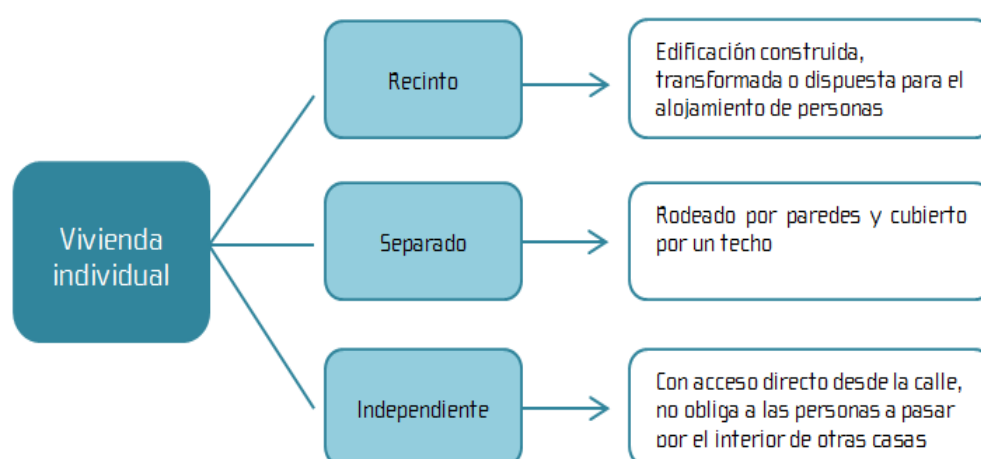 Vivienda
individual
Recinto
Edificación construida,
transformada o dispuesta para el
alojamiento de personas
Separado
Rodeado por paredes y cubierto
por un techo
Independiente
Con acceso directo desde la calle,
no obliga a las personas a pasar
por el interior de otras casas